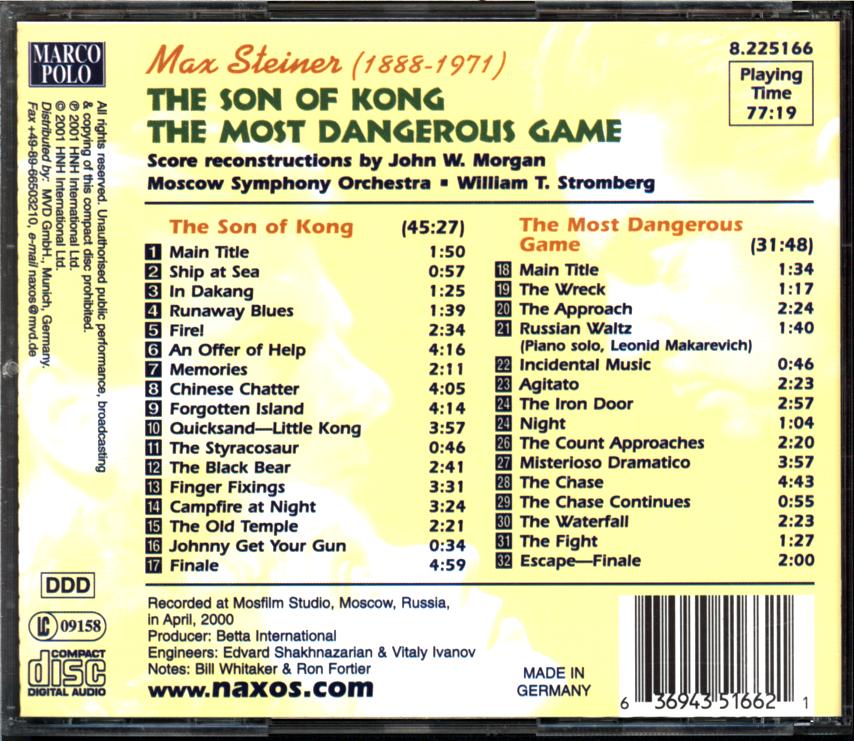 MARCO
POLO
Max Steiner (1888-1971)
THE SON OF KONG
THE MOST DANGEROUS GAME
Score reconstructions by John W. Morgan
Moscow Symphony Orchestra ▪ William T. Stromberg
8.225166
Playing
Time
77:19
The Son of Kong (45:27)
1 Main Title 1:50
2 Ship at Sea 0:57
3 In Dakang 1:25
4 Runaway Blues 1:39
5 Fire! 2:34
6 An Offer of Help 4:16
7 Memories 2:11
8 Chinese Chatter 4:05
9 Forgotten Island 4:14
10 Quicksand—Little Kong 3:57
11 The Styracosaur 0:46
12 The Black Bear 2:41
13 Finger Fixings 3:31
14 Campfire at Night 3:24
15 The Old Temple 2:21
16 Johnny Get Your Gun 0:34
17 Finale 4:59
The Most Dangerous
Game (31:48)
18 Main Title 1:34
19 The Wreck 1:17
20 The Approach 2:24
21 Russian Waltz 1:40
(Piano solo, Leonid Makarevich)
22 Incidental Music 0:46
23 Agitato 2:23
24 The Iron Door 2:57
24 Night 1:04
26 The Count Approaches 2:20
27 Misterioso Dramatico 3:57
28 The Chase 4:43
29 The Chase Continues 0:55
30 The Waterfall 2:23
31 The Fight 1:27
32 Escape—Finale 2:00
All rights reserved. Unauthorised public performance, broadcasting
& copying of this compact disc prohibited.
℗ 2001 HNH International Ltd.
© 2001 HNH International Ltd.
Distributed by: MVD GmbH., Munich, Germany.
Fax +49-89-66503210, e-mail naxos@mvd.de
DDD
LC 09158
COMPACT
disc
DIGITAL AUDIO
Recorded at Mosfilm Studio, Moscow, Russia,
in April, 2000
Producer: Betta International
Engineers: Edvard Shakhnazarian & Vitaly Ivanov
Notes: Bill Whitaker & Ron Fortier
www.naxos.com
MADE IN
GERMANY
6 36943 51662 1